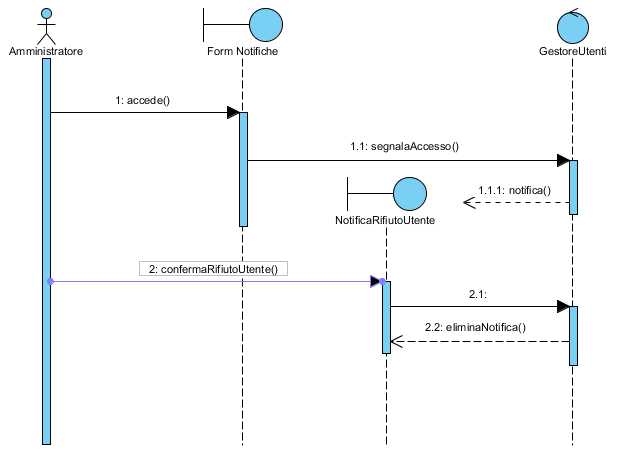 Amministratore
Form Notifiche
GestoreUtenti
1: accede()
1.1: segnalaAccesso()
1.1.1: notifica()
NotificaRifiutoUtente
2: confermaRifiutoUtente()
2.1:
2.2: eliminaNotifica()